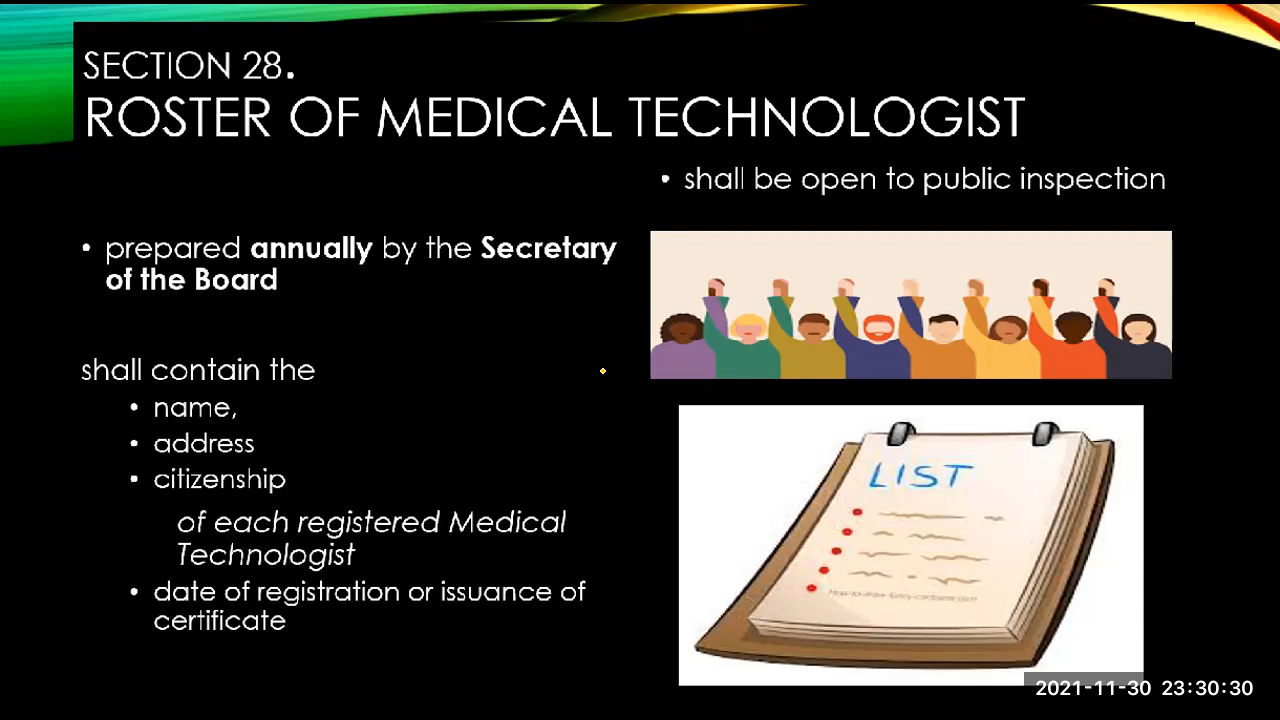 SECTION 28.
ROSTER OF MEDICAL TECHNOLOGIST
• prepared annually by the Secretary
of the Board
shall contain the
• name,
• address
• citizenship
of each registered Medical
Technologist
• date of registration or issuance of
certificate
• shall be open to public inspection
LIST
2021-11-30 23:30:30